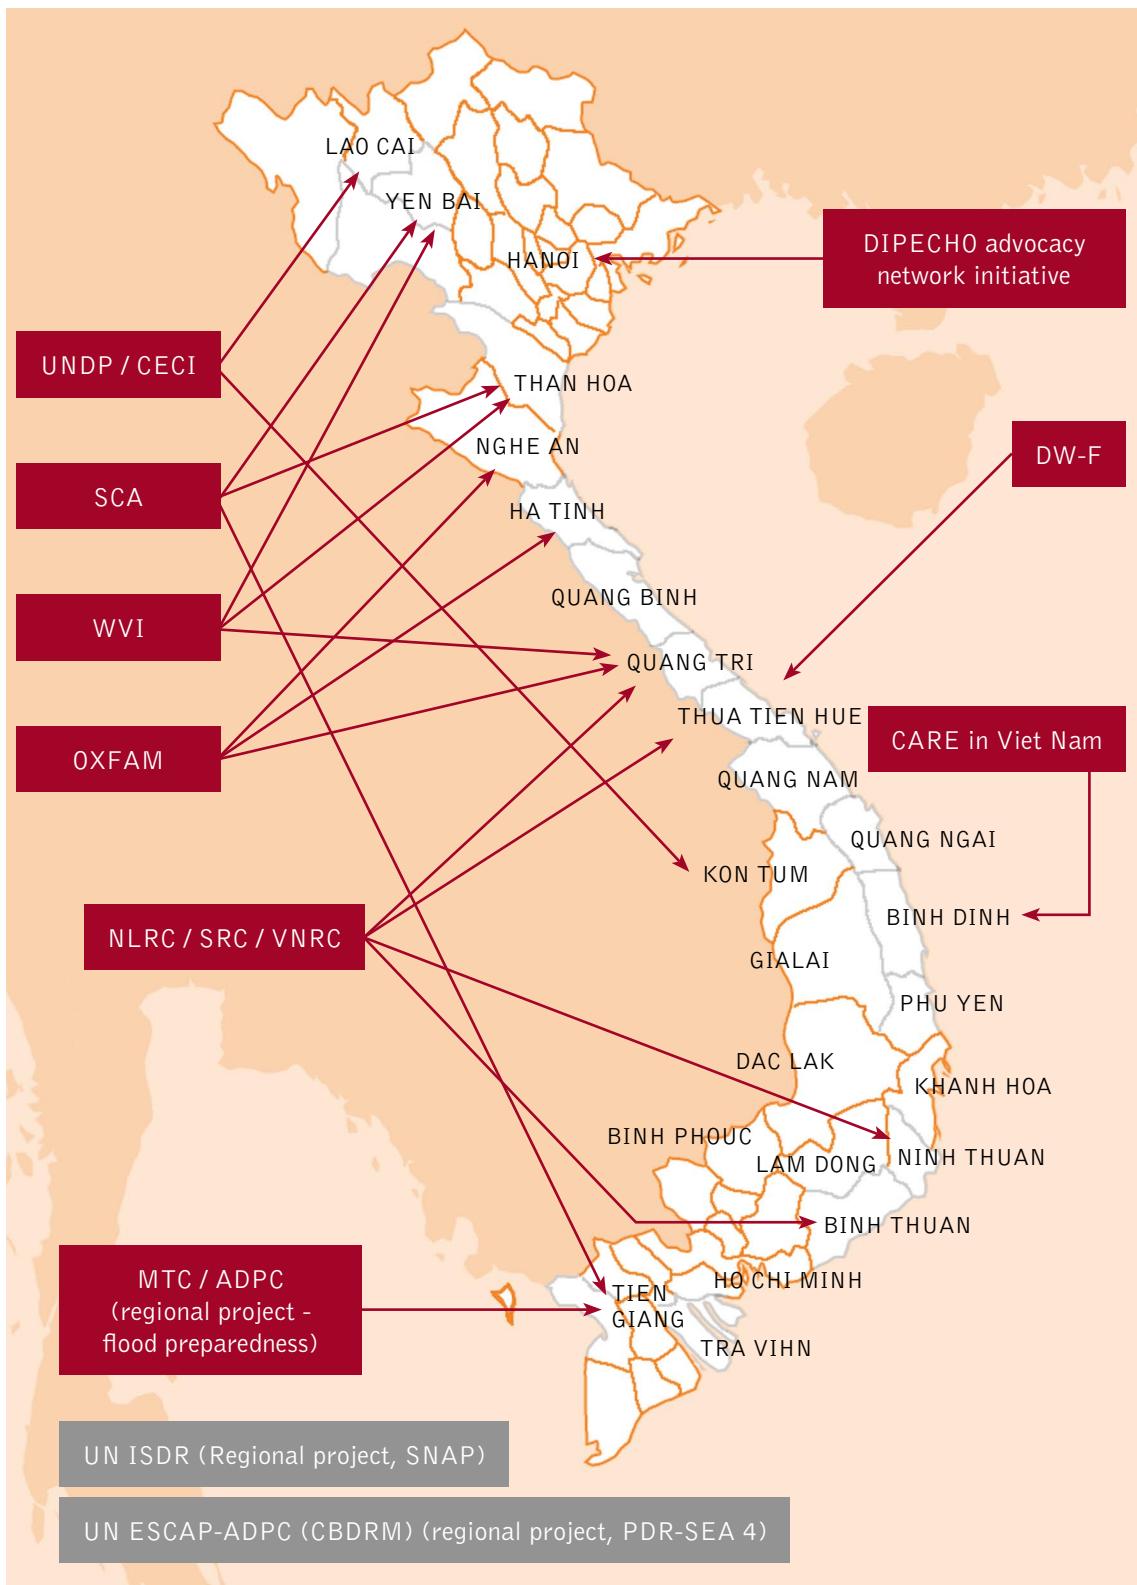 LAO CAI
YEN BAI
HANOI
DIPECHO advocacy
network initiative
UNDP / CECI
THAN HOA
NGHE AN
DW-F
SCA
HA TINH
QUANG BINH
WVI
QUANG TRI
THUA TIEN HUE
CARE in Viet Nam
OXFAM
QUANG NAM
QUANG NGAI
KON TUM
BINH DINH
NLRC / SRC / VNRC
GIALAI
PHU YEN
DAC LAK
KHANH HOA
BINH PHOUC
LAM DONG
NINH THUAN
BINH THUAN
MTC / ADPC
(regional project -
flood preparedness)
HO CHI MINH
TIEN
GIANG
TRA VIHN
UN ISDR (Regional project, SNAP)
UN ESCAP-ADPC (CBDRM) (regional project, PDR-SEA 4)